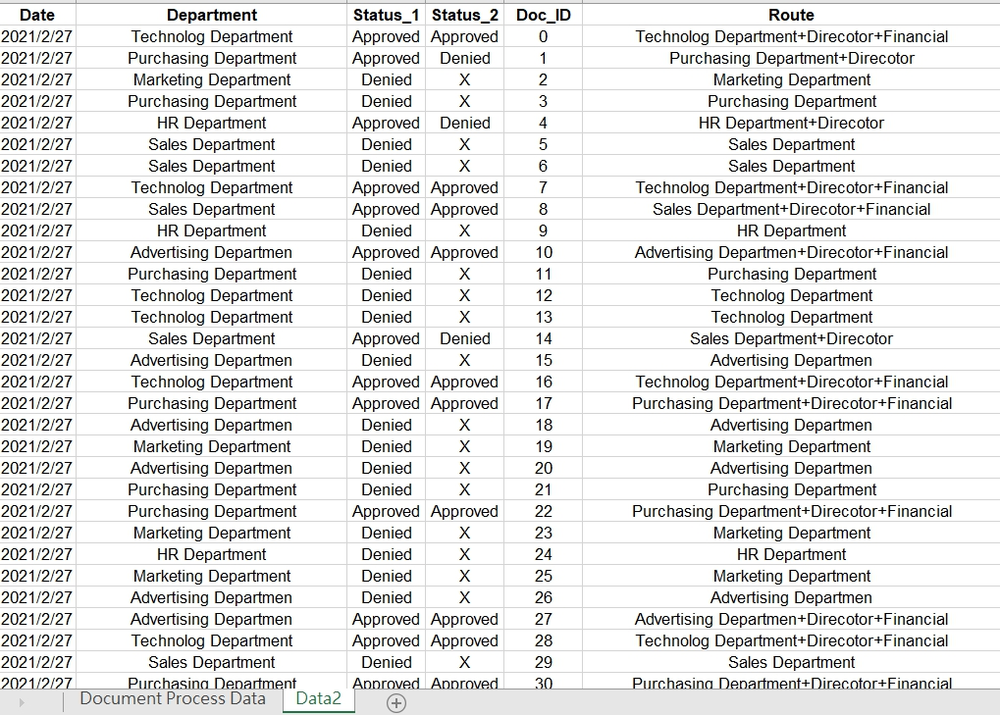 Date Department Status_1 Status_2 Doc_ID Route
2021/2/27 Technolog Department Approved Approved 0 Technolog Department+Direcotor+Financial
2021/2/27 Purchasing Department Approved Denied 1 Purchasing Department+Direcotor
2021/2/27 Marketing Department Denied X 2 Marketing Department
2021/2/27 Purchasing Department Denied X 3 Purchasing Department
2021/2/27 HR Department Approved Denied 4 HR Department+Direcotor
2021/2/27 Sales Department Denied X 5 Sales Department
2021/2/27 Sales Department Denied X 6 Sales Department
2021/2/27 Technolog Department Approved Approved 7 Technolog Department+Direcotor+Financial
2021/2/27 Sales Department Approved Approved 8 Sales Department+Direcotor+Financial
2021/2/27 HR Department Denied X 9 HR Department
2021/2/27 Advertising Departmen Approved Approved 10 Advertising Departmen+Direcotor+Financial
2021/2/27 Purchasing Department Denied X 11 Purchasing Department
2021/2/27 Technolog Department Denied X 12 Technolog Department
2021/2/27 Technolog Department Denied X 13 Technolog Department
2021/2/27 Sales Department Approved Denied 14 Sales Department+Direcotor
2021/2/27 Advertising Departmen Denied X 15 Advertising Departmen
2021/2/27 Technolog Department Approved Approved 16 Technolog Department+Direcotor+Financial
2021/2/27 Purchasing Department Approved Approved 17 Purchasing Department+Direcotor+Financial
2021/2/27 Advertising Departmen Denied X 18 Advertising Departmen
2021/2/27 Marketing Department Denied X 19 Marketing Department
2021/2/27 Advertising Departmen Denied X 20 Advertising Departmen
2021/2/27 Purchasing Department Denied X 21 Purchasing Department
2021/2/27 Purchasing Department Approved Approved 22 Purchasing Department+Direcotor+Financial
2021/2/27 Marketing Department Denied X 23 Marketing Department
2021/2/27 HR Department Denied X 24 HR Department
2021/2/27 Marketing Department Denied X 25 Marketing Department
2021/2/27 Advertising Departmen Denied X 26 Advertising Departmen
2021/2/27 Advertising Departmen Approved Approved 27 Advertising Departmen+Direcotor+Financial
2021/2/27 Technolog Department Approved Approved 28 Technolog Department+Direcotor+Financial
2021/2/27 Sales Department Denied X 29 Sales Department
2021/2/27 Purchasing Department Approved Approved 30 Purchasing Department+Direcotor+Financial
Document Process Data Data2